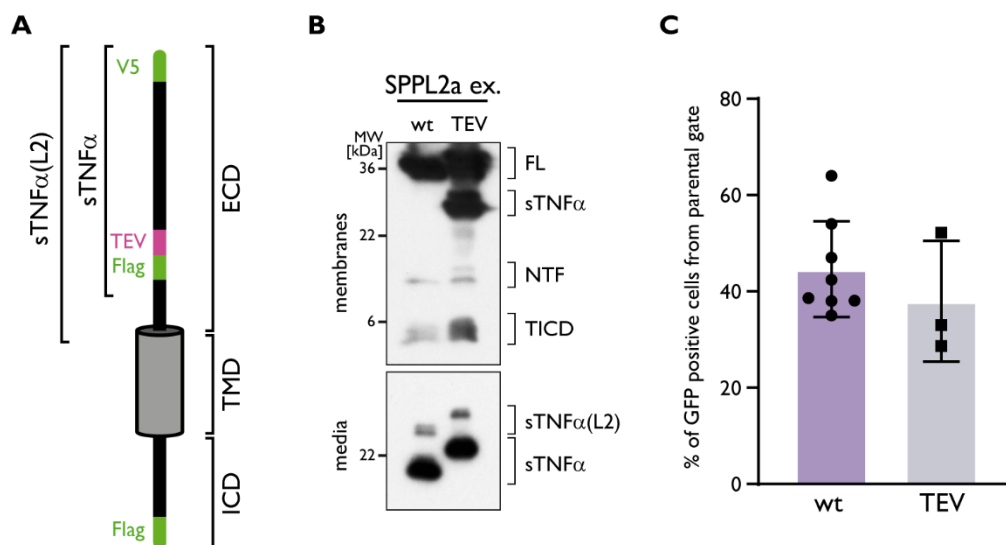 A
V5
sTNFα(L2)
sTNFα
TEV
Flag
ECD
TMD
ICD
Flag
B
SPPL2a ex.
wt TEV
MW
[kDa]
36
22
6
membranes
FL
sTNFα
NTF
TICD
22
media
sTNFα(L2)
sTNFα
C
% of GFP positive cells from parental gate
80
60
40
20
0
wt TEV